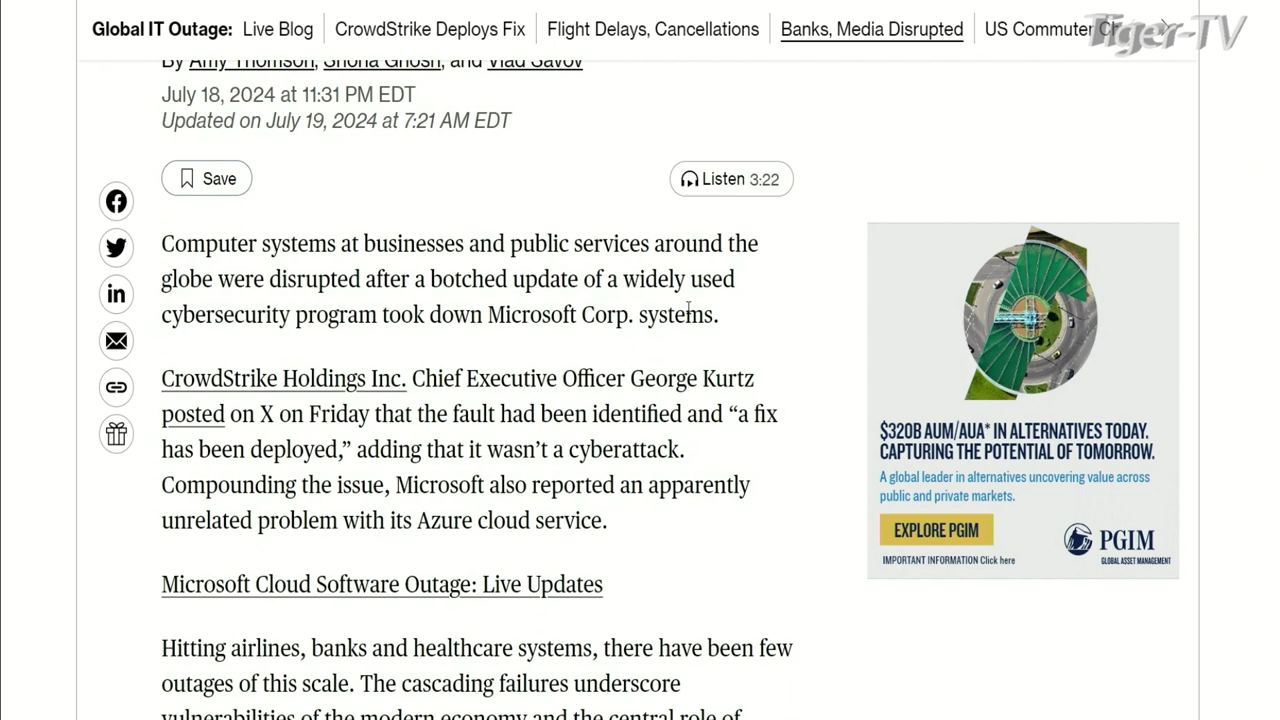 Global IT Outage: Live Blog CrowdStrike Deploys Fix Flight Delays, Cancellations Banks, Media Disrupted US Commuter
Tiger-TV
By Amy Thomson, Shona Ghosh, and Vlad Savov
July 18, 2024 at 11:31 PM EDT
Updated on July 19, 2024 at 7:21 AM EDT
Save
Listen 3:22
Computer systems at businesses and public services around the
globe were disrupted after a botched update of a widely used
cybersecurity program took down Microsoft Corp. systems.
CrowdStrike Holdings Inc. Chief Executive Officer George Kurtz
posted on X on Friday that the fault had been identified and “a fix
has been deployed,” adding that it wasn’t a cyberattack.
Compounding the issue, Microsoft also reported an apparently
unrelated problem with its Azure cloud service.
Microsoft Cloud Software Outage: Live Updates
Hitting airlines, banks and healthcare systems, there have been few
outages of this scale. The cascading failures underscore
vulnerabilities of the modern economy and the central role of
$320B AUM/AUA* IN ALTERNATIVES TODAY.
CAPTURING THE POTENTIAL OF TOMORROW.
A global leader in alternatives uncovering value across
public and private markets.
EXPLORE PGIM
IMPORTANT INFORMATION Click here
PGIM
GLOBAL ASSET MANAGEMENT